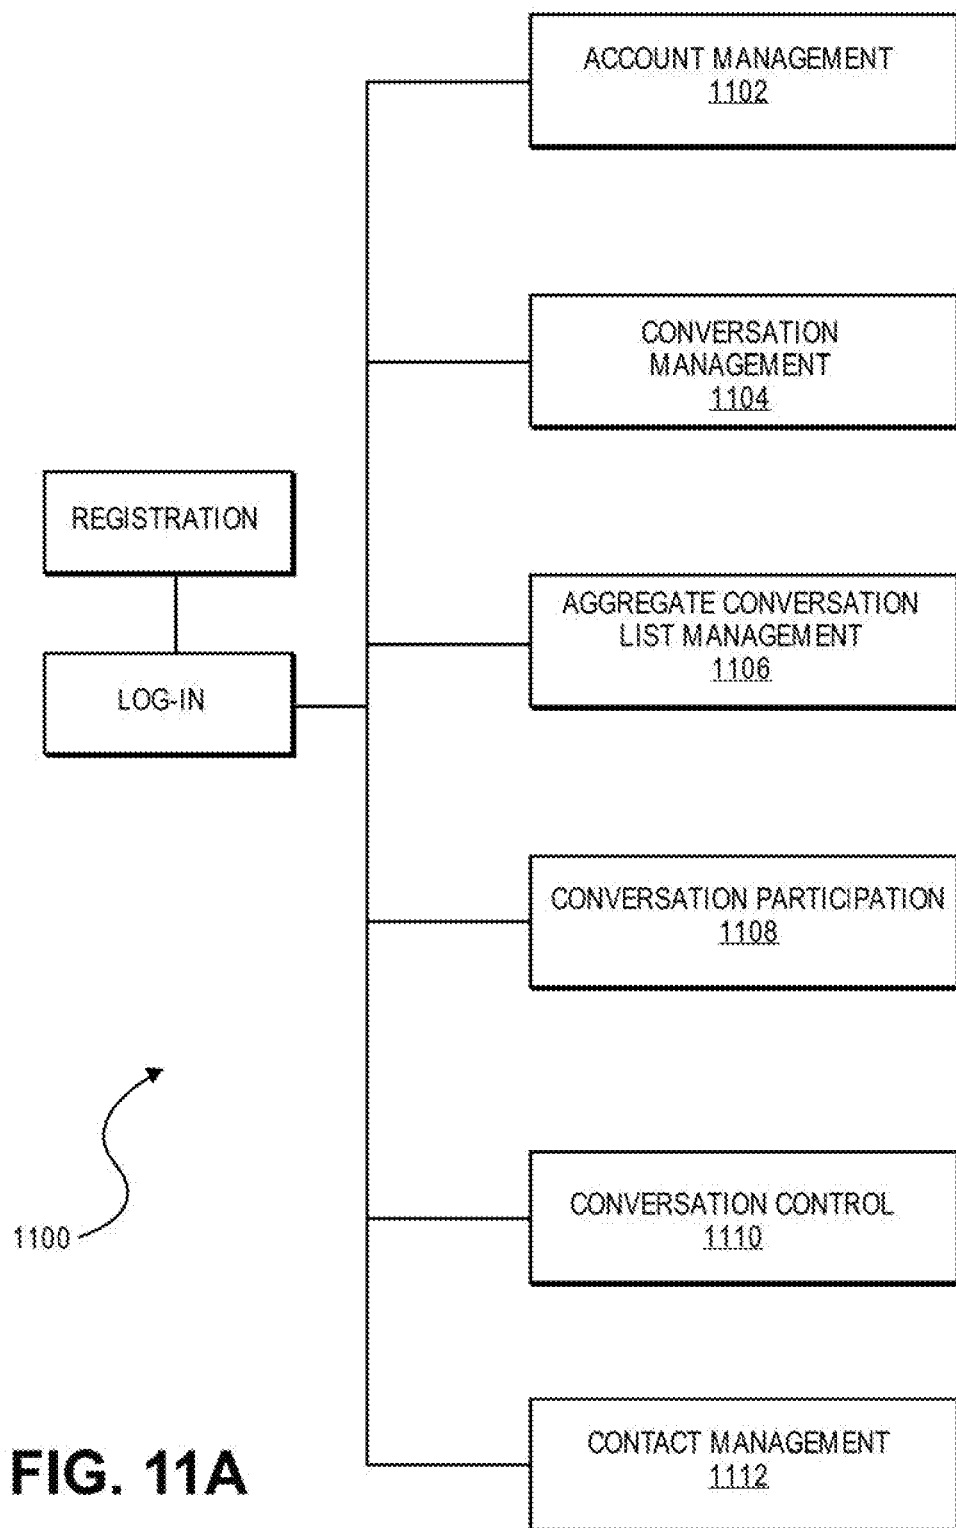 ACCOUNT MANAGEMENT
1102
CONVERSATION
MANAGEMENT
1104
REGISTRATION
AGGREGATE CONVERSATION
LIST MANAGEMENT
1106
LOG-IN
CONVERSATION PARTICIPATION
1108
CONVERSATION CONTROL
1110
1100
CONTACT MANAGEMENT
1112
FIG. 11A